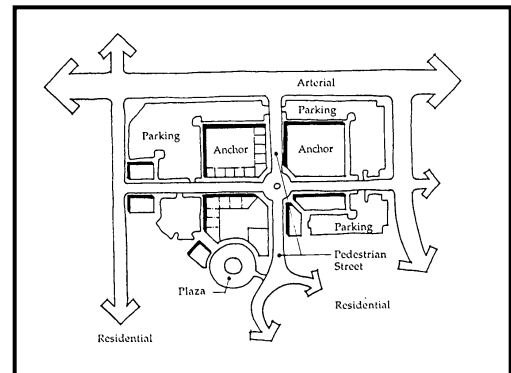 Arterial
Parking
Parking
Anchor
Anchor
Parking
Pedestrian
Street
Plaza
Residential
Residential